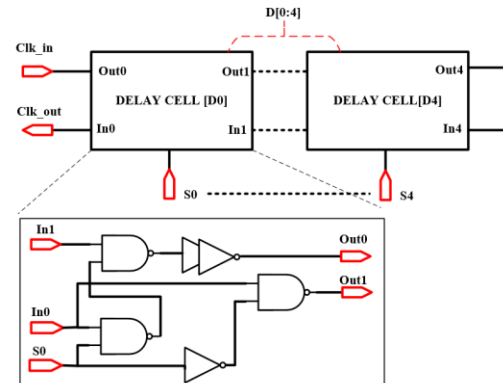 D[0:4]
Clk_in
Out0
Out1
Out4
DELAY CELL [D0]
DELAY CELL[D4]
Clk_out
In0
In1
In4
S0
S4
In1
Out0
Out1
In0
S0